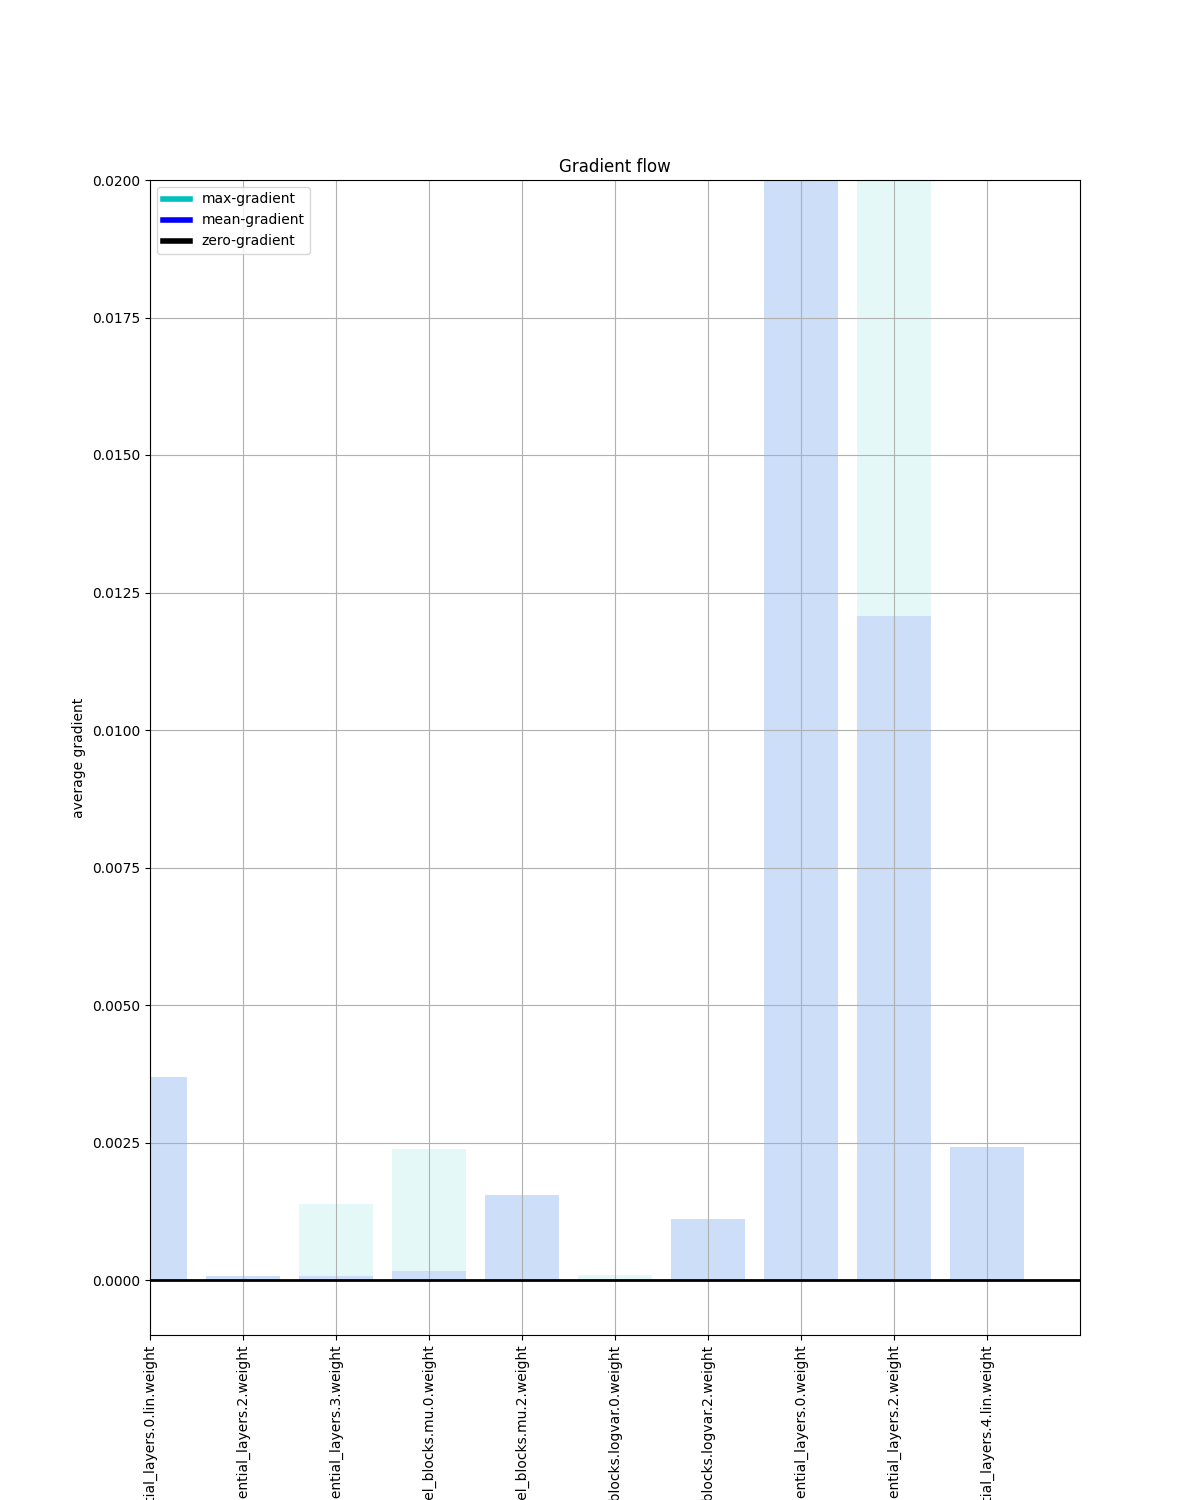 Gradient flow
max-gradient
mean-gradient
zero-gradient
0.0200
0.0175
0.0150
0.0125
0.0100
0.0075
0.0050
0.0025
0.0000
average gradient
tial_layers.0.lin.weight
ential_layers.2.weight
ential_layers.3.weight
el_blocks.mu.0.weight
el_blocks.mu.2.weight
blocks.logvar.0.weight
blocks.logvar.2.weight
ential_layers.0.weight
ential_layers.2.weight
tial_layers.4.lin.weight